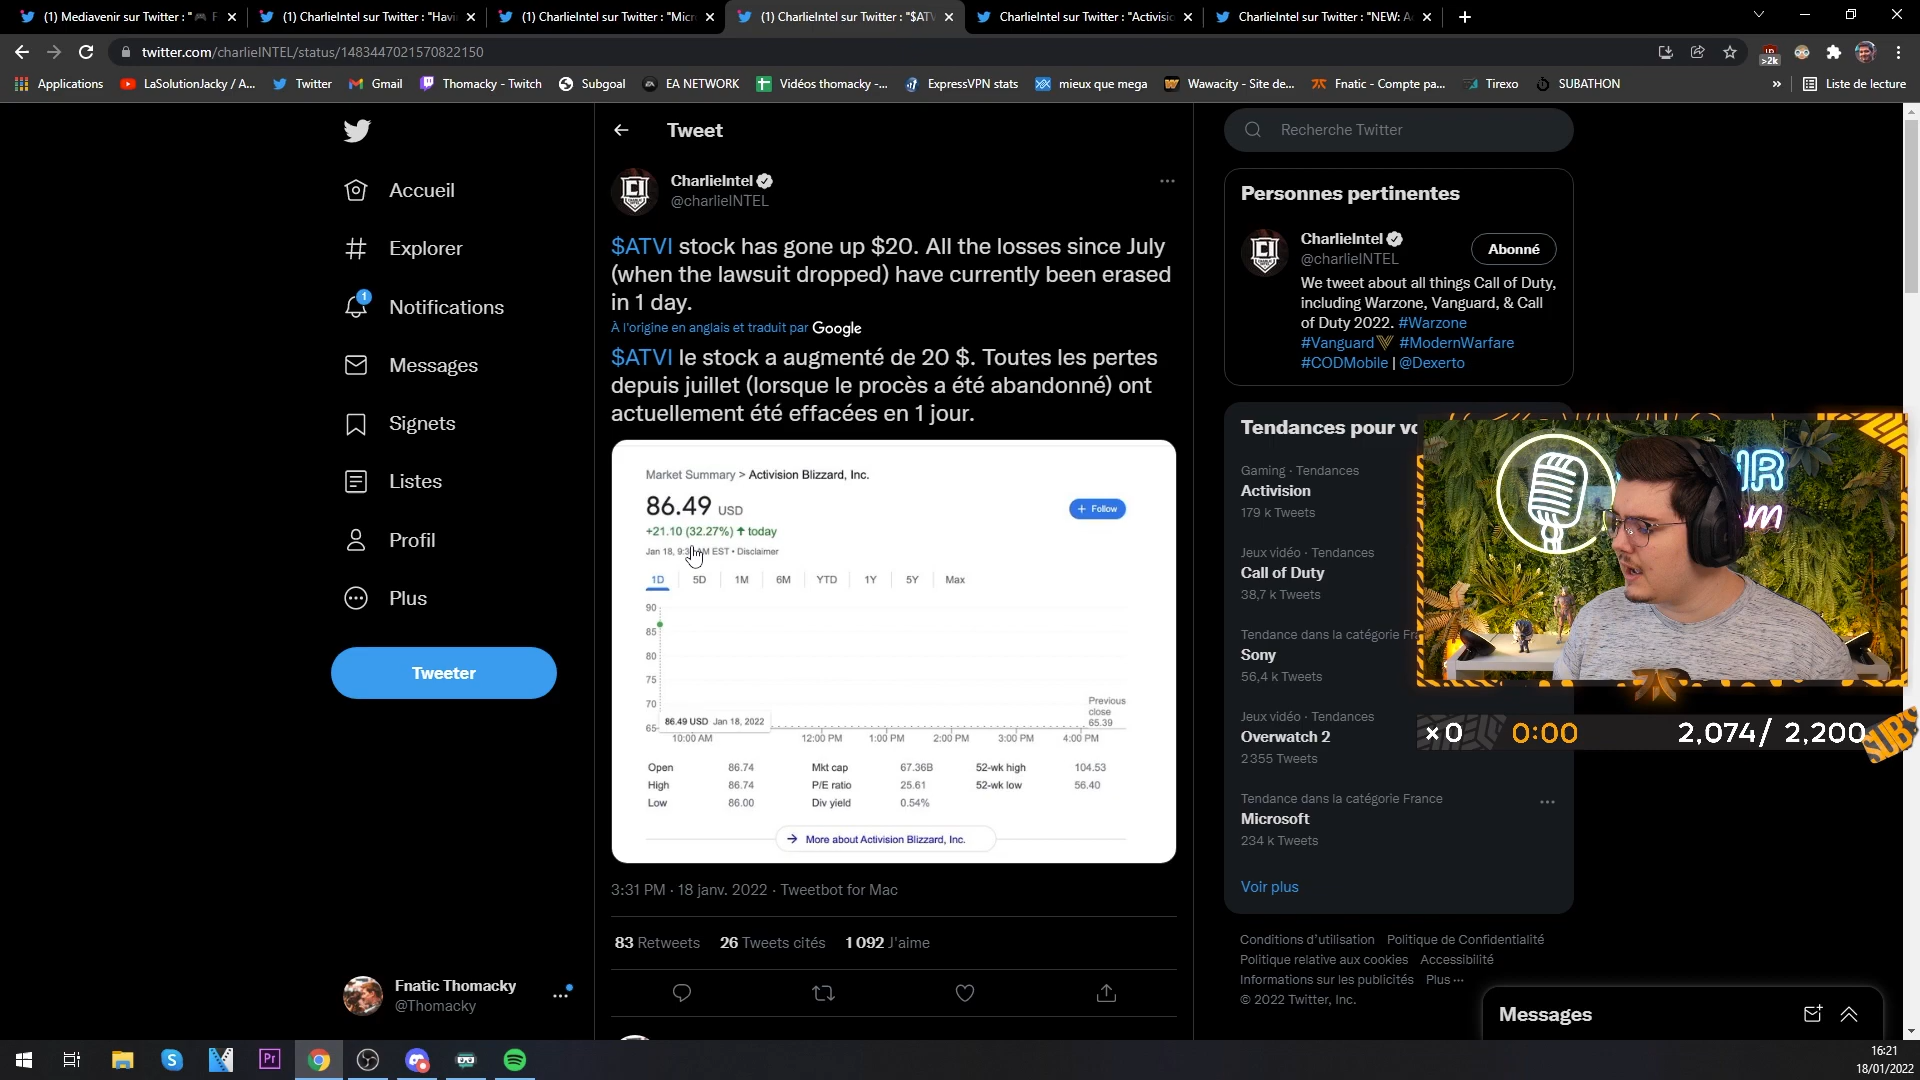 (1) Mediavenir sur Twitter : "
(1) CharlieIntel sur Twitter : "Havi
(1) CharlieIntel sur Twitter : "Micr
(1) CharlieIntel sur Twitter : "$ATV
CharlieIntel sur Twitter : "Activisi
CharlieIntel sur Twitter : "NEW: A
twitter.com/charlieINTEL/status/1483447021570822150
>2k
Applications
LaSolutionJacky / A...
Twitter
Gmail
Thomacky - Twitch
Subgoal
EA NETWORK
Vidéos thomacky -...
ExpressVPN stats
mieux que mega
Wawacity - Site de...
Fnatic - Compte pa...
Tirexo
SUBATHON
»
Liste de lecture
Accueil
Explorer
1
Notifications
Messages
Signets
Listes
Profil
Plus
Tweeter
Fnatic Thomacky
@Thomacky
Tweet
CharlieIntel
@charlieINTEL
$ATVI stock has gone up $20. All the losses since July
(when the lawsuit dropped) have currently been erased
in 1 day.
À l'origine en anglais et traduit par Google
$ATVI le stock a augmenté de 20 $. Toutes les pertes
depuis juillet (lorsque le procès a été abandonné) ont
actuellement été effacées en 1 jour.
Market Summary > Activision Blizzard, Inc.
86.49 USD
+ Follow
+21.10 (32.27%) ↑ today
Jan 18, EST • Disclaimer
1D 5D 1M 6M YTD 1Y 5Y Max
90
85
80
75
70
65
Previous
close
65.39
86.49 USD Jan 18, 2022
10:00 AM 12:00 PM 1:00 PM 2:00 PM 3:00 PM 4:00 PM
Open 86.74 Mkt cap 67.36B 52-wk high 104.53
High 86.74 P/E ratio 25.61 52-wk low 56.40
Low 86.00 Div yield 0.54%
→ More about Activision Blizzard, Inc.
3:31 PM · 18 janv. 2022 · Tweetbot for Mac
83 Retweets 26 Tweets cités 1 092 J'aime
Recherche Twitter
Personnes pertinentes
CharlieIntel
@charlieINTEL
Abonné
We tweet about all things Call of Duty,
including Warzone, Vanguard, & Call
of Duty 2022. #Warzone
#Vanguard #ModernWarfare
#CODMobile | @Dexerto
Tendances pour vo
Gaming · Tendances
Activision
179 k Tweets
Jeux vidéo · Tendances
Call of Duty
38,7 k Tweets
Tendance dans la catégorie Fra
Sony
56,4 k Tweets
Jeux vidéo · Tendances
Overwatch 2
2 355 Tweets
Tendance dans la catégorie France
Microsoft
234 k Tweets
Voir plus
×0 0:00 2,074/ 2,200
SUBS
Conditions d'utilisation Politique de Confidentialité
Politique relative aux cookies Accessibilité
Informations sur les publicités Plus ···
© 2022 Twitter, Inc.
Messages
16:21
18/01/2022